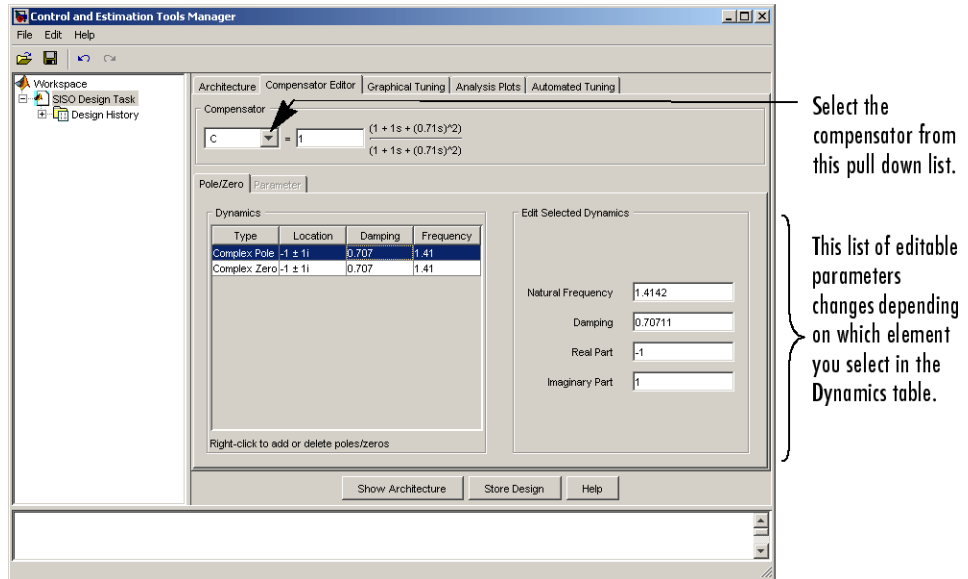 Control and Estimation Tools Manager
File Edit Help
Workspace
SISO Design Task
Design History
Architecture Compensator Editor Graphical Tuning Analysis Plots Automated Tuning
Compensator
C = 1 (1 + 1s + (0.71s)^2)
(1 + 1s + (0.71s)^2)
Select the
compensator from
this pull down list.
Pole/Zero Parameter
Dynamics
Type Location Damping Frequency
Complex Pole -1 ± 1i 0.707 1.41
Complex Zero -1 ± 1i 0.707 1.41
Right-click to add or delete poles/zeros
Edit Selected Dynamics
Natural Frequency 1.4142
Damping 0.70711
Real Part -1
Imaginary Part 1
This list of editable
parameters
changes depending
on which element
you select in the
Dynamics table.
Show Architecture Store Design Help